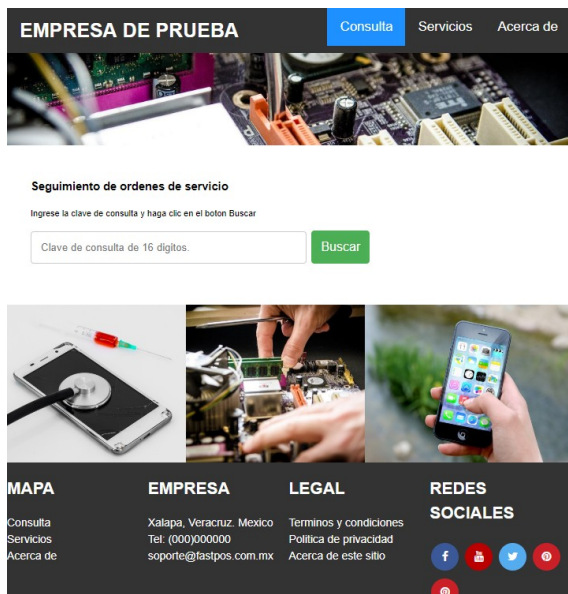 EMPRESA DE PRUEBA
Consulta
Servicios
Acerca de
Seguimiento de ordenes de servicio
Ingrese la clave de consulta y haga clic en el boton Buscar
Clave de consulta de 16 digitos.
Buscar
MAPA
Consulta
Servicios
Acerca de
EMPRESA
Xalapa, Veracruz. Mexico
Tel: (000)000000
soporte@fastpos.com.mx
LEGAL
Terminos y condiciones
Politica de privacidad
Acerca de este sitio
REDES
SOCIALES